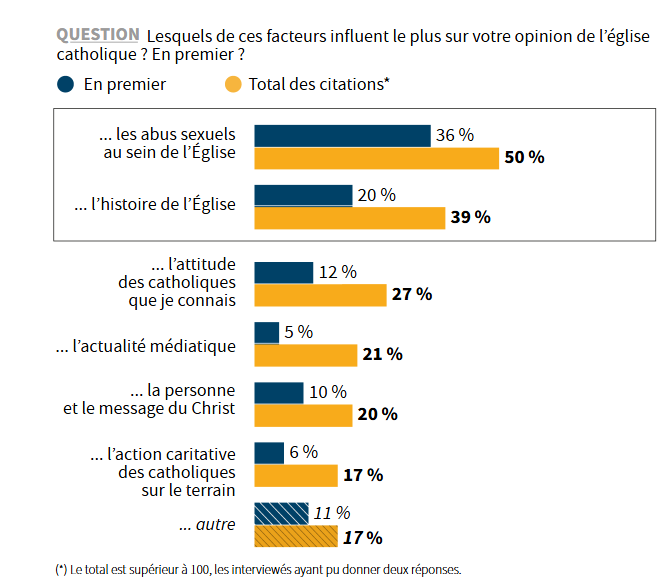 QUESTION Lesquels de ces facteurs influent le plus sur votre opinion de l’église
catholique ? En premier ?
En premier
Total des citations*
... les abus sexuels
au sein de l’Église
36 %
50 %
... l’histoire de l’Église
20 %
39 %
... l’attitude
des catholiques
que je connais
12 %
27 %
... l’actualité médiatique
5 %
21 %
... la personne
et le message du Christ
10 %
20 %
... l’action caritative
des catholiques
sur le terrain
6 %
17 %
... autre
11 %
17 %
(*) Le total est supérieur à 100, les interviewés ayant pu donner deux réponses.